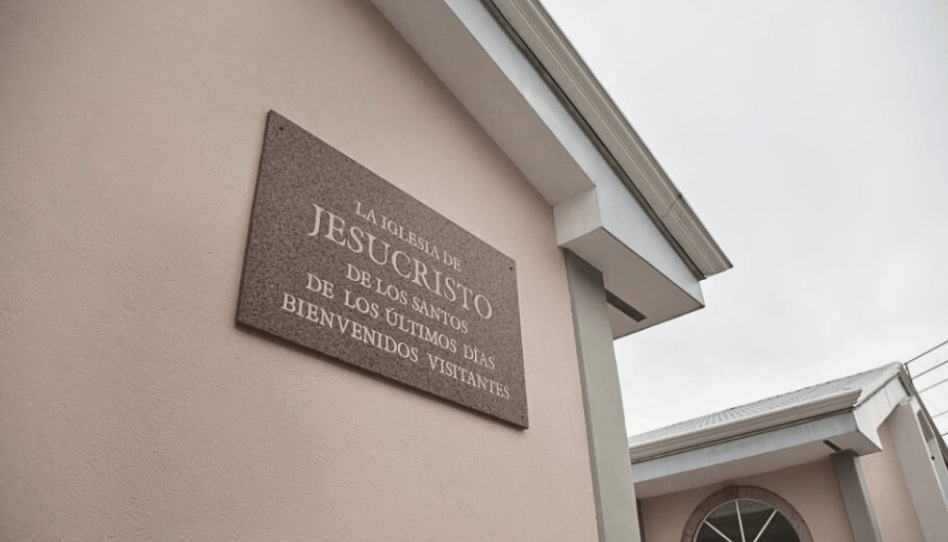 LA IGLESIA DE
JESUCRISTO
DE LOS SANTOS
DE LOS ÚLTIMOS DÍAS
BIENVENIDOS VISITANTES